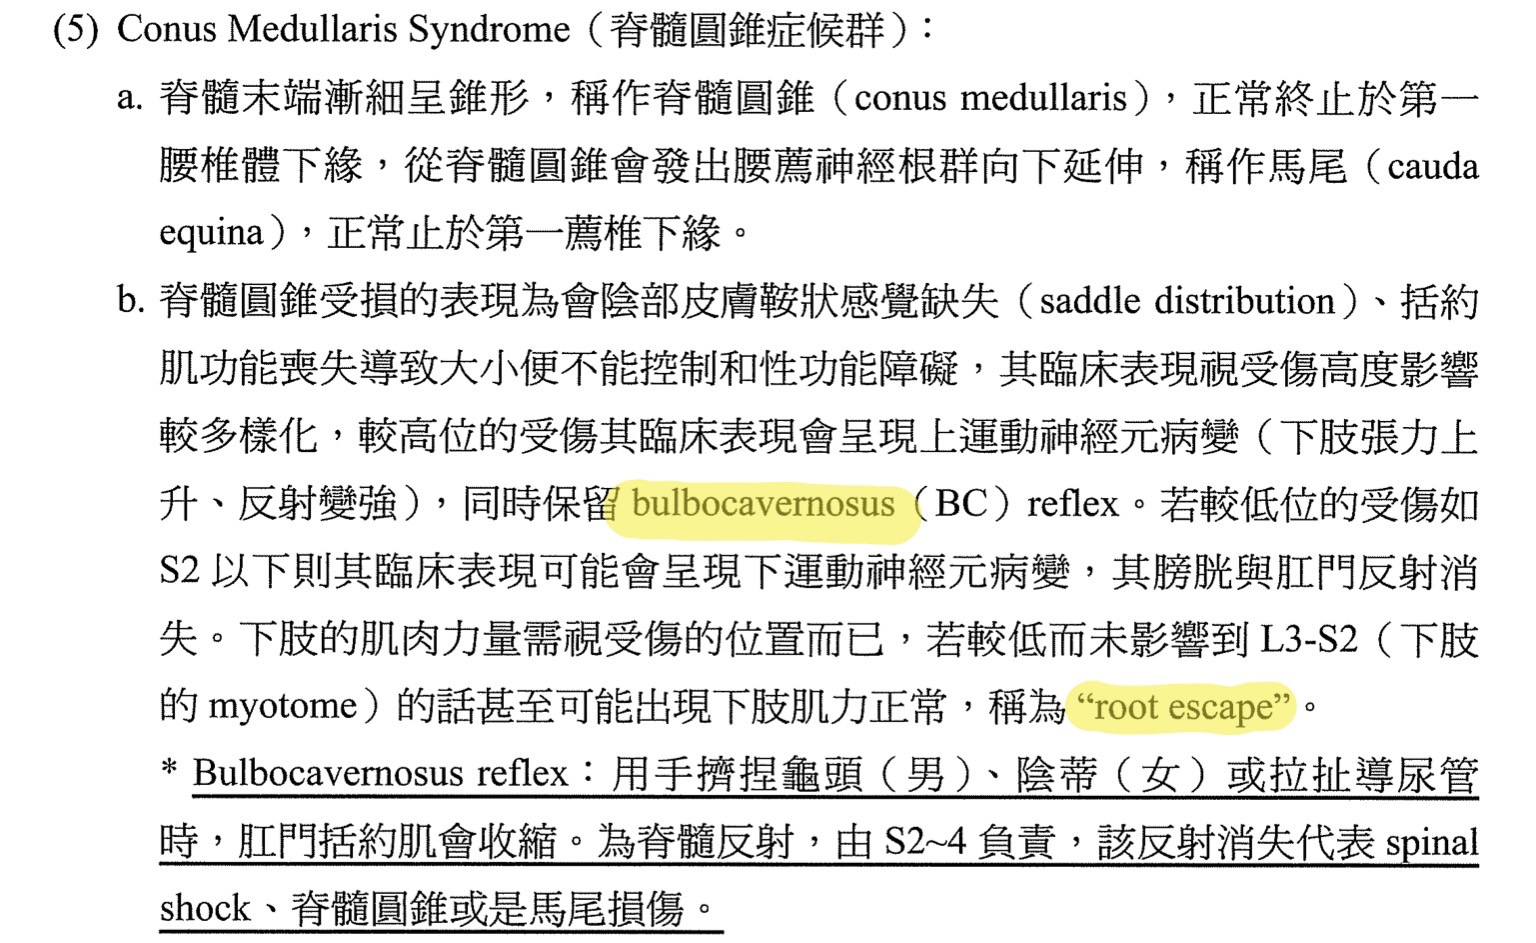 (5) Conus Medullaris Syndrome（脊髓圓錐症候群）：
a. 脊髓末端漸細呈錐形，稱作脊髓圓錐（conus medullaris），正常終止於第一
腰椎體下緣，從脊髓圓錐會發出腰薦神經根群向下延伸，稱作馬尾（cauda
equina），正常止於第一薦椎下緣。
b. 脊髓圓錐受損的表現為會陰部皮膚鞍狀感覺缺失（saddle distribution）、括約
肌功能喪失導致大小便不能控制和性功能障礙，其臨床表現視受傷高度影響
較多樣化，較高位的受傷其臨床表現會呈現上運動神經元病變（下肢張力上
升、反射變強），同時保留 bulbocavernosus（BC）reflex。若較低位的受傷如
S2 以下則其臨床表現可能會呈現下運動神經元病變，其膀胱與肛門反射消
失。下肢的肌肉力量需視受傷的位置而已，若較低而未影響到 L3-S2（下肢
的 myotome）的話甚至可能出現下肢肌力正常，稱為 “root escape”。
* Bulbocavernosus reflex：用手擠捏龜頭（男）、陰蒂（女）或拉扯導尿管
時，肛門括約肌會收縮。為脊髓反射，由 S2~4 負責，該反射消失代表 spinal
shock、脊髓圓錐或是馬尾損傷。